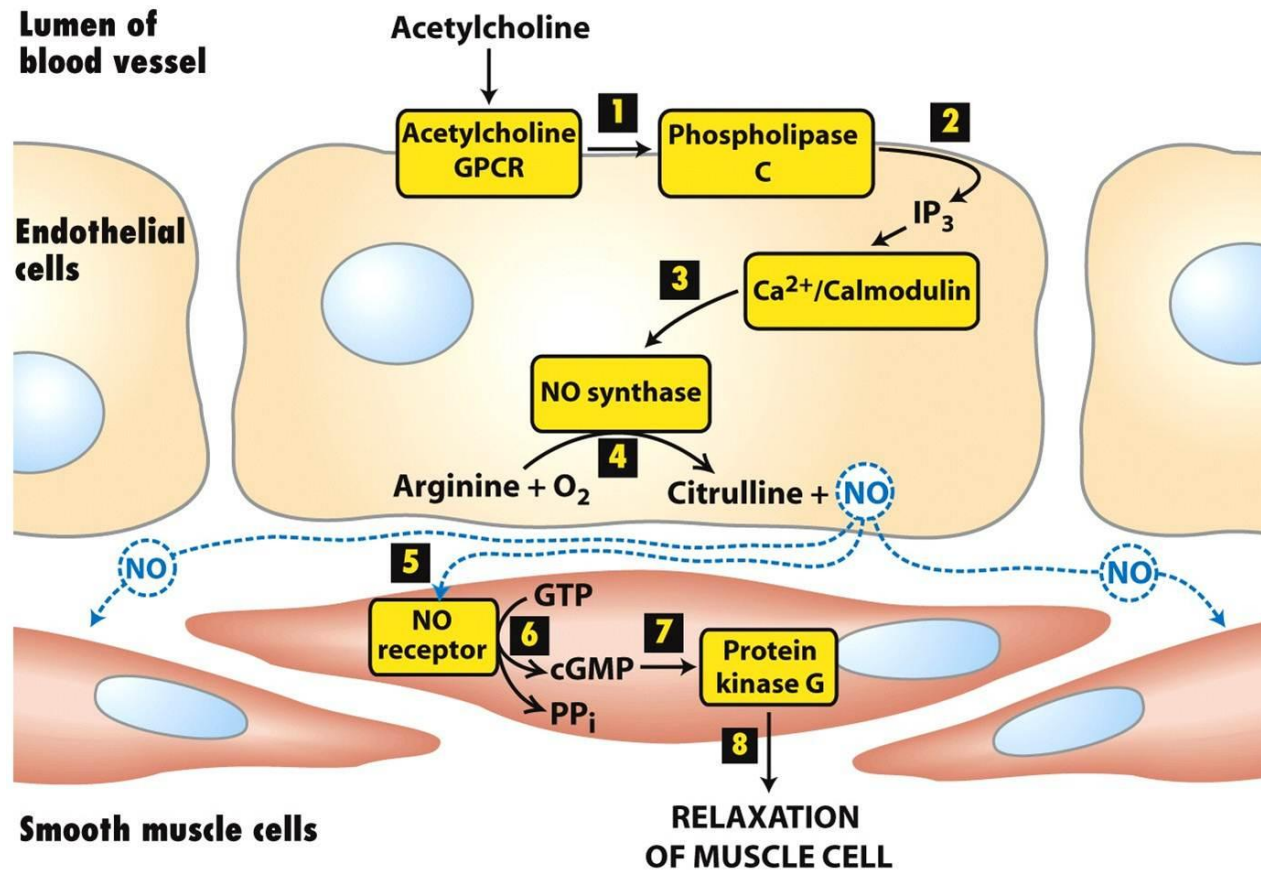 Lumen of
blood vessel
Acetylcholine
Acetylcholine
GPCR
1
Phospholipase
C
2
IP₃
Endothelial
cells
3
Ca²⁺/Calmodulin
NO synthase
4
Arginine + O₂
Citrulline + NO
NO
NO
5
NO
receptor
GTP
6
cGMP
PPᵢ
7
Protein
kinase G
8
RELAXATION
OF MUSCLE CELL
Smooth muscle cells